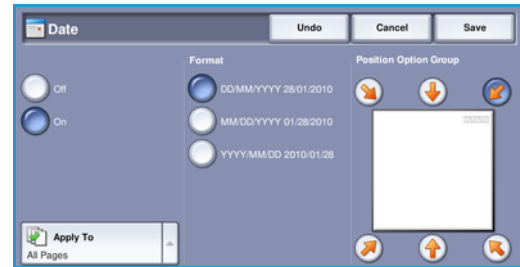 Date
Undo
Cancel
Save
Format
Position Option Group
Off
On
DD/MM/YYYY 28/01/2010
MM/DD/YYYY 01/28/2010
YYYY/MM/DD 2010/01/28
Apply To
All Pages